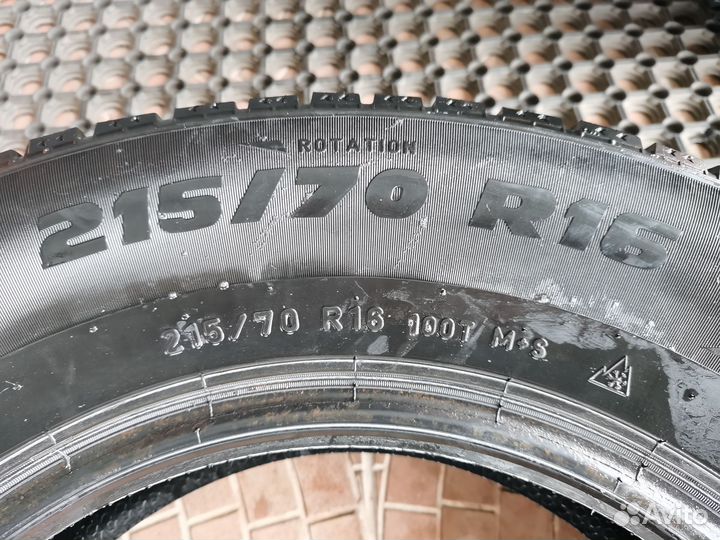 ROTATION
215/70 R16
215/70 R16 100T M+S
Avito